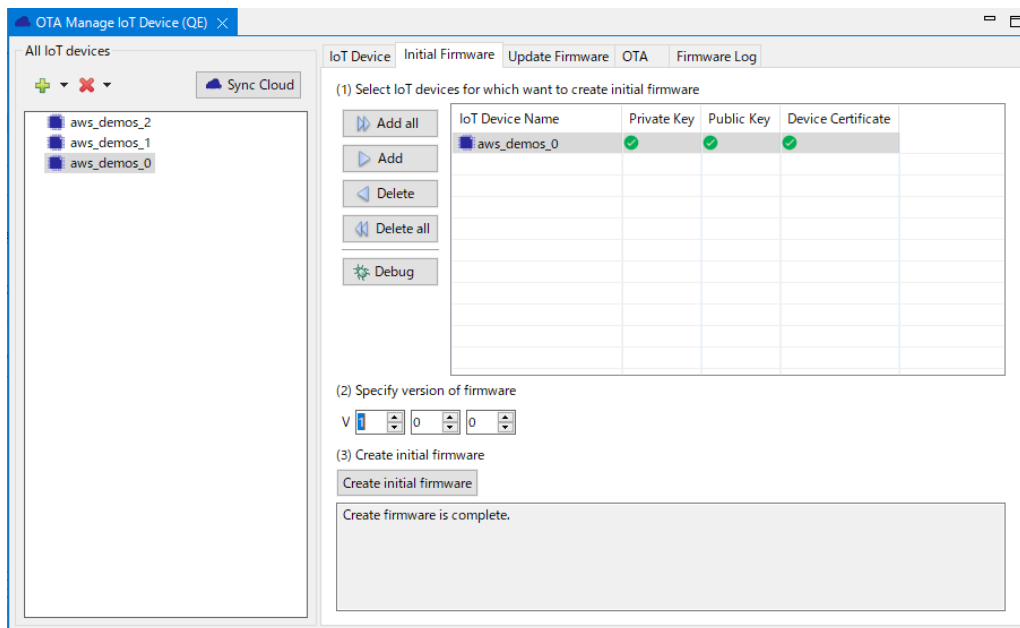 OTA Manage IoT Device (QE)
All IoT devices
Sync Cloud
aws_demos_2
aws_demos_1
aws_demos_0
IoT Device Initial Firmware Update Firmware OTA Firmware Log
(1) Select IoT devices for which want to create initial firmware
Add all
Add
Delete
Delete all
Debug
IoT Device Name Private Key Public Key Device Certificate
aws_demos_0
(2) Specify version of firmware
V 1 0 0
(3) Create initial firmware
Create initial firmware
Create firmware is complete.